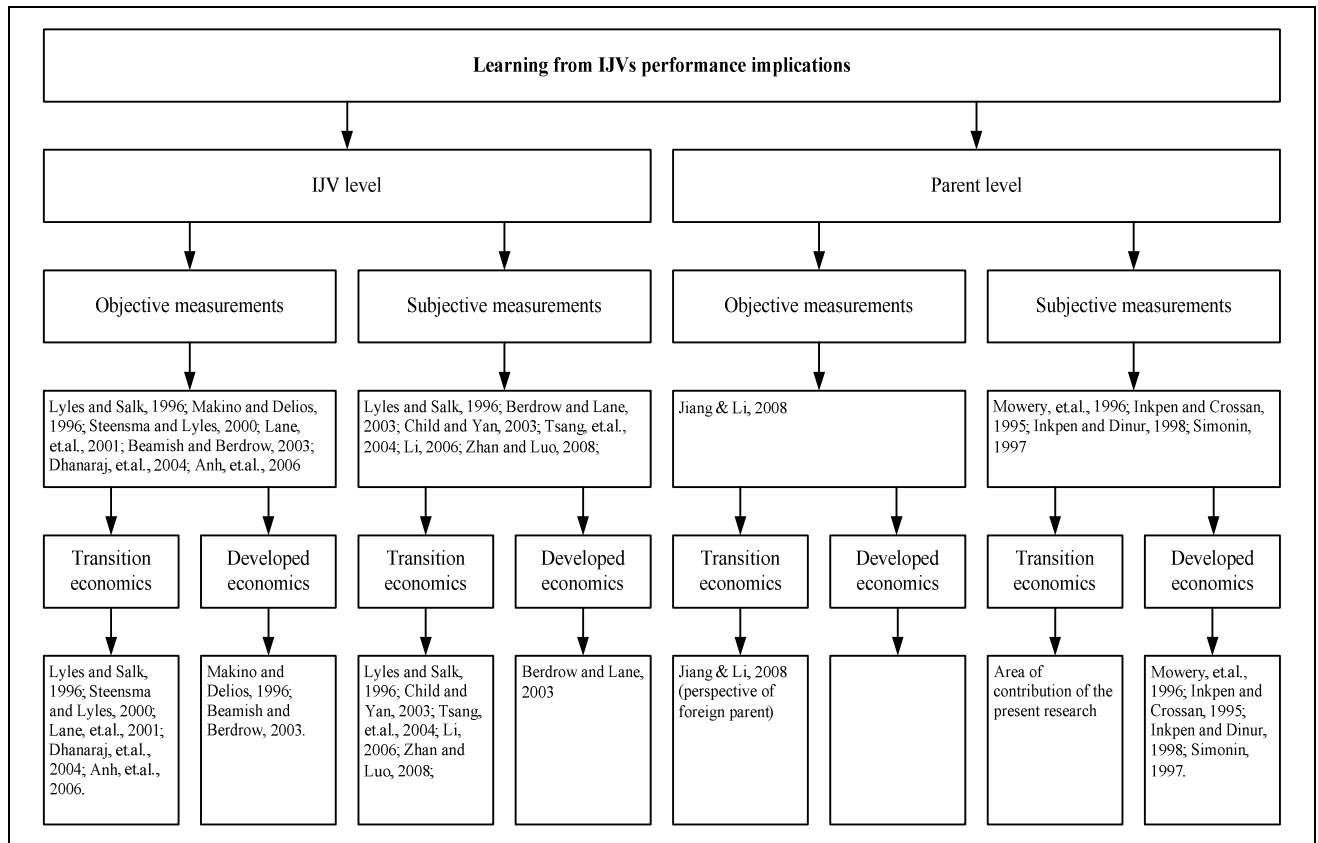 Learning from IJVs performance implications
IJV level
Parent level
Objective measurements
Subjective measurements
Objective measurements
Subjective measurements
Lyles and Salk, 1996; Makino and Delios,
1996; Steensma and Lyles, 2000; Lane,
et.al., 2001; Beamish and Berdrow, 2003;
Dhanaraj, et.al., 2004; Anh, et.al., 2006
Lyles and Salk, 1996; Berdrow and Lane,
2003; Child and Yan, 2003; Tsang, et.al.,
2004; Li, 2006; Zhan and Luo, 2008;
Jiang & Li, 2008
Mowery, et.al., 1996; Inkpen and Crossan,
1995; Inkpen and Dinur, 1998; Simonin,
1997
Transition
economics
Developed
economics
Transition
economics
Developed
economics
Transition
economics
Developed
economics
Transition
economics
Developed
economics
Lyles and Salk,
1996; Steensma
and Lyles, 2000;
Lane, et.al., 2001;
Dhanaraj, et.al.,
2004; Anh, et.al.,
2006.
Makino and
Delios, 1996;
Beamish and
Berdrow, 2003.
Lyles and Salk,
1996; Child and
Yan, 2003; Tsang,
et.al., 2004; Li,
2006; Zhan and
Luo, 2008;
Berdrow and Lane,
2003
Jiang & Li, 2008
(perspective of
foreign parent)
Area of
contribution of the
present research
Mowery, et.al.,
1996; Inkpen and
Crossan, 1995;
Inkpen and Dinur,
1998; Simonin,
1997.